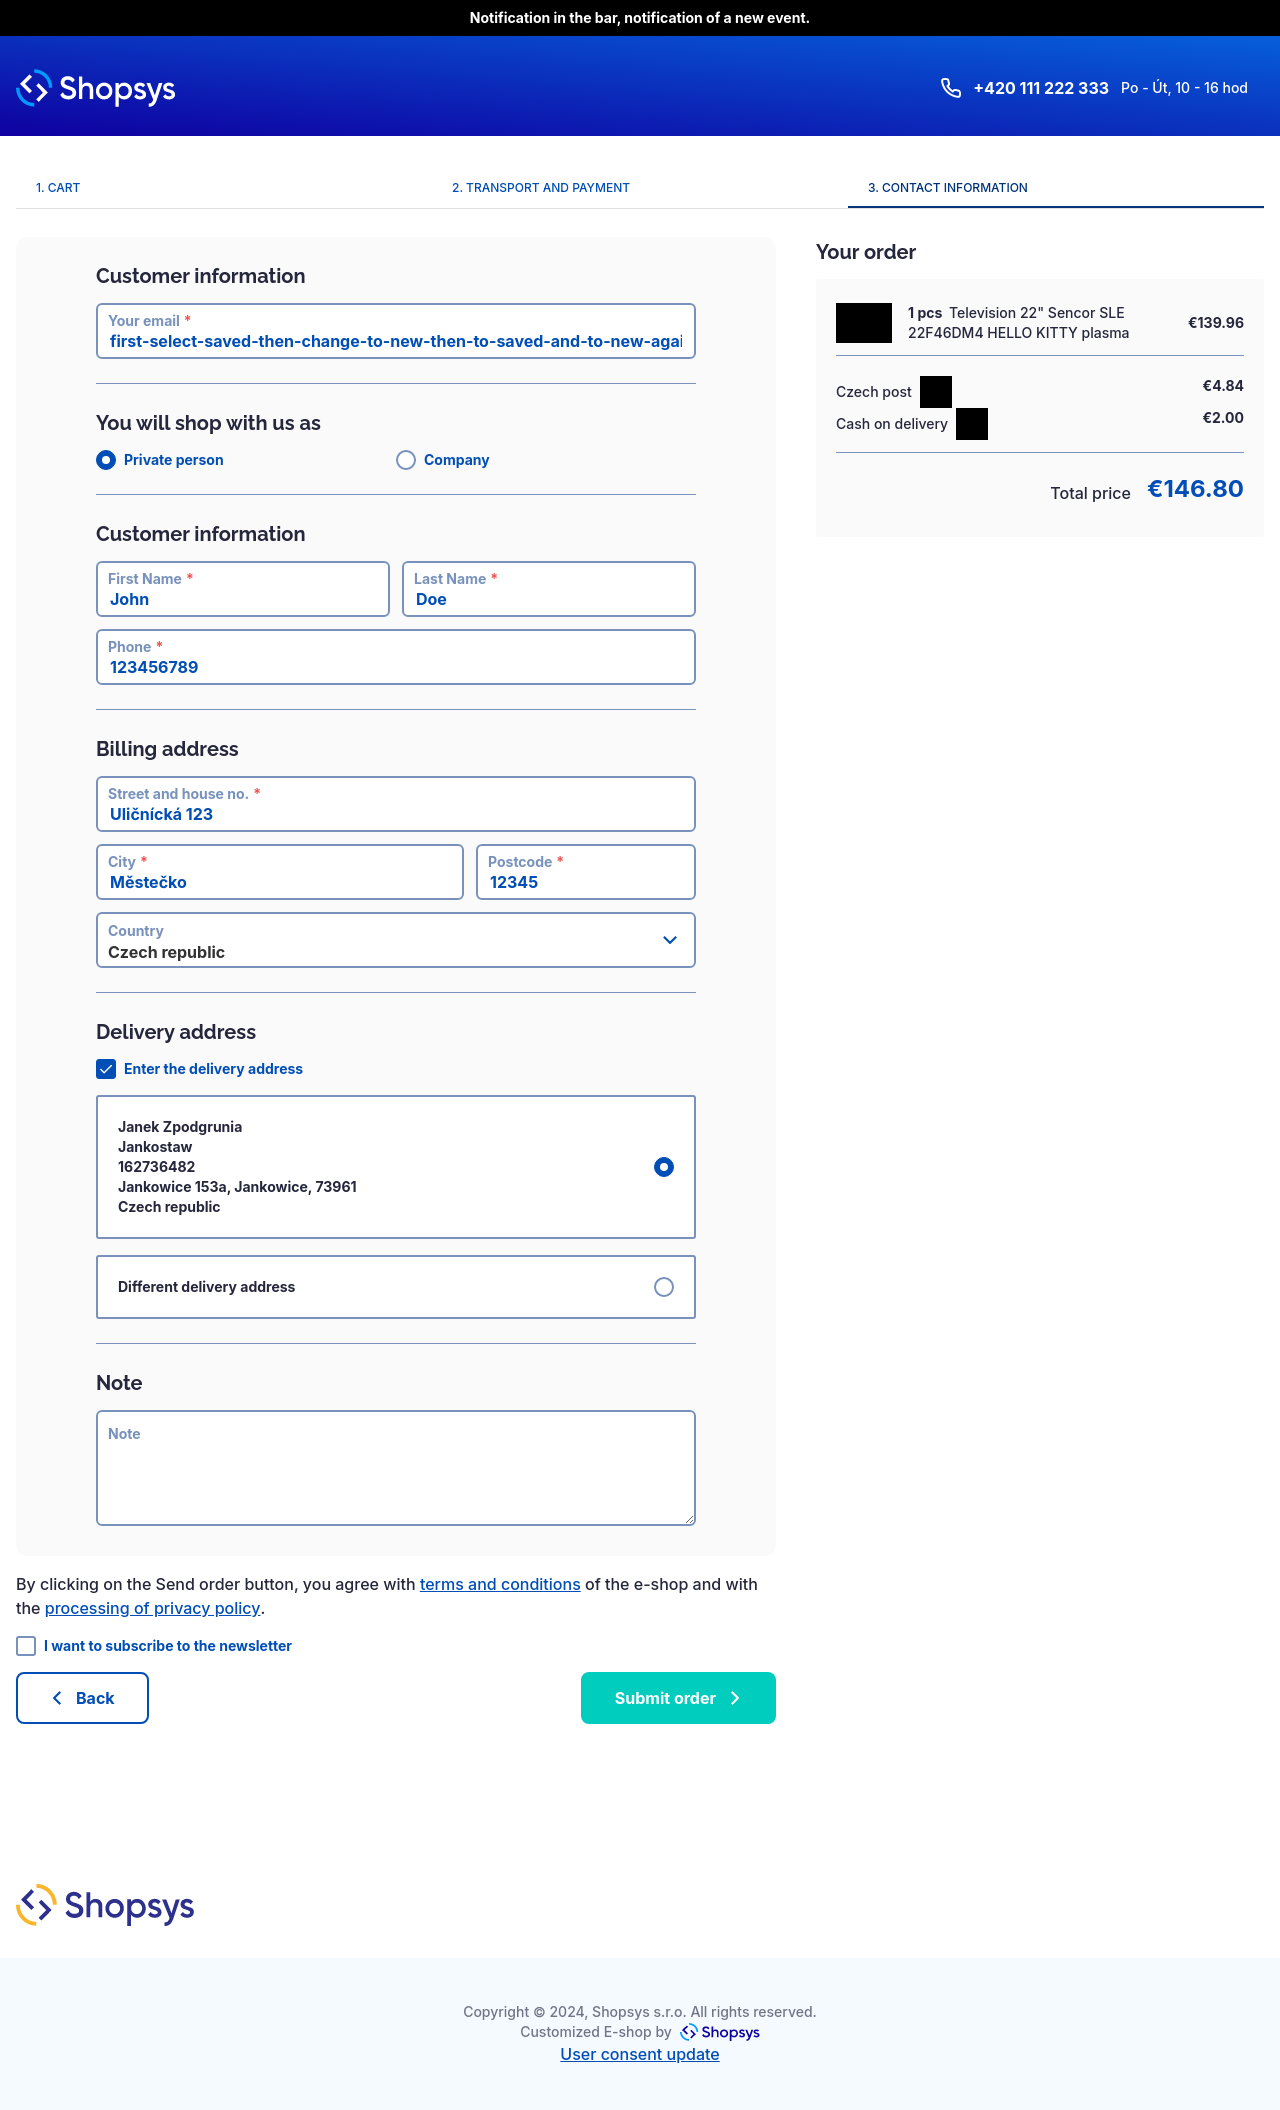 Notification in the bar, notification of a new event.
Shopsys
+420 111 222 333 Po - Út, 10 - 16 hod
1. CART
2. TRANSPORT AND PAYMENT
3. CONTACT INFORMATION
Customer information
Your email *
first-select-saved-then-change-to-new-then-to-saved-and-to-new-agai
You will shop with us as
Private person
Company
Customer information
First Name *
John
Last Name *
Doe
Phone *
123456789
Billing address
Street and house no. *
Uličnícká 123
City *
Městečko
Postcode *
12345
Country
Czech republic
Delivery address
Enter the delivery address
Janek Zpodgrunia
Jankostaw
162736482
Jankowice 153a, Jankowice, 73961
Czech republic
Different delivery address
Note
Note
By clicking on the Send order button, you agree with terms and conditions of the e-shop and with
the processing of privacy policy.
I want to subscribe to the newsletter
Back
Submit order
Your order
1 pcs Television 22" Sencor SLE
22F46DM4 HELLO KITTY plasma
€139.96
Czech post
€4.84
Cash on delivery
€2.00
Total price €146.80
Shopsys
Copyright © 2024, Shopsys s.r.o. All rights reserved.
Customized E-shop by Shopsys
User consent update